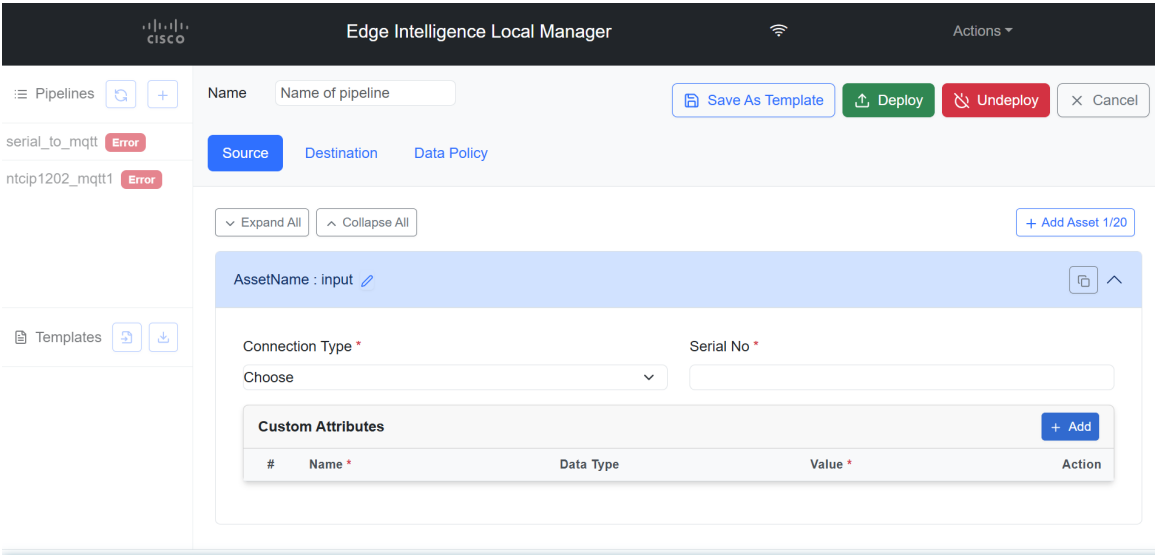 CISCO
Edge Intelligence Local Manager
Actions
Pipelines
serial_to_mqtt Error
ntcip1202_mqtt1 Error
Templates
Name Name of pipeline
Save As Template Deploy Undeploy Cancel
Source Destination Data Policy
Expand All Collapse All
+ Add Asset 1/20
AssetName : input
Connection Type *
Choose
Serial No *
Custom Attributes
+ Add
# Name * Data Type Value * Action